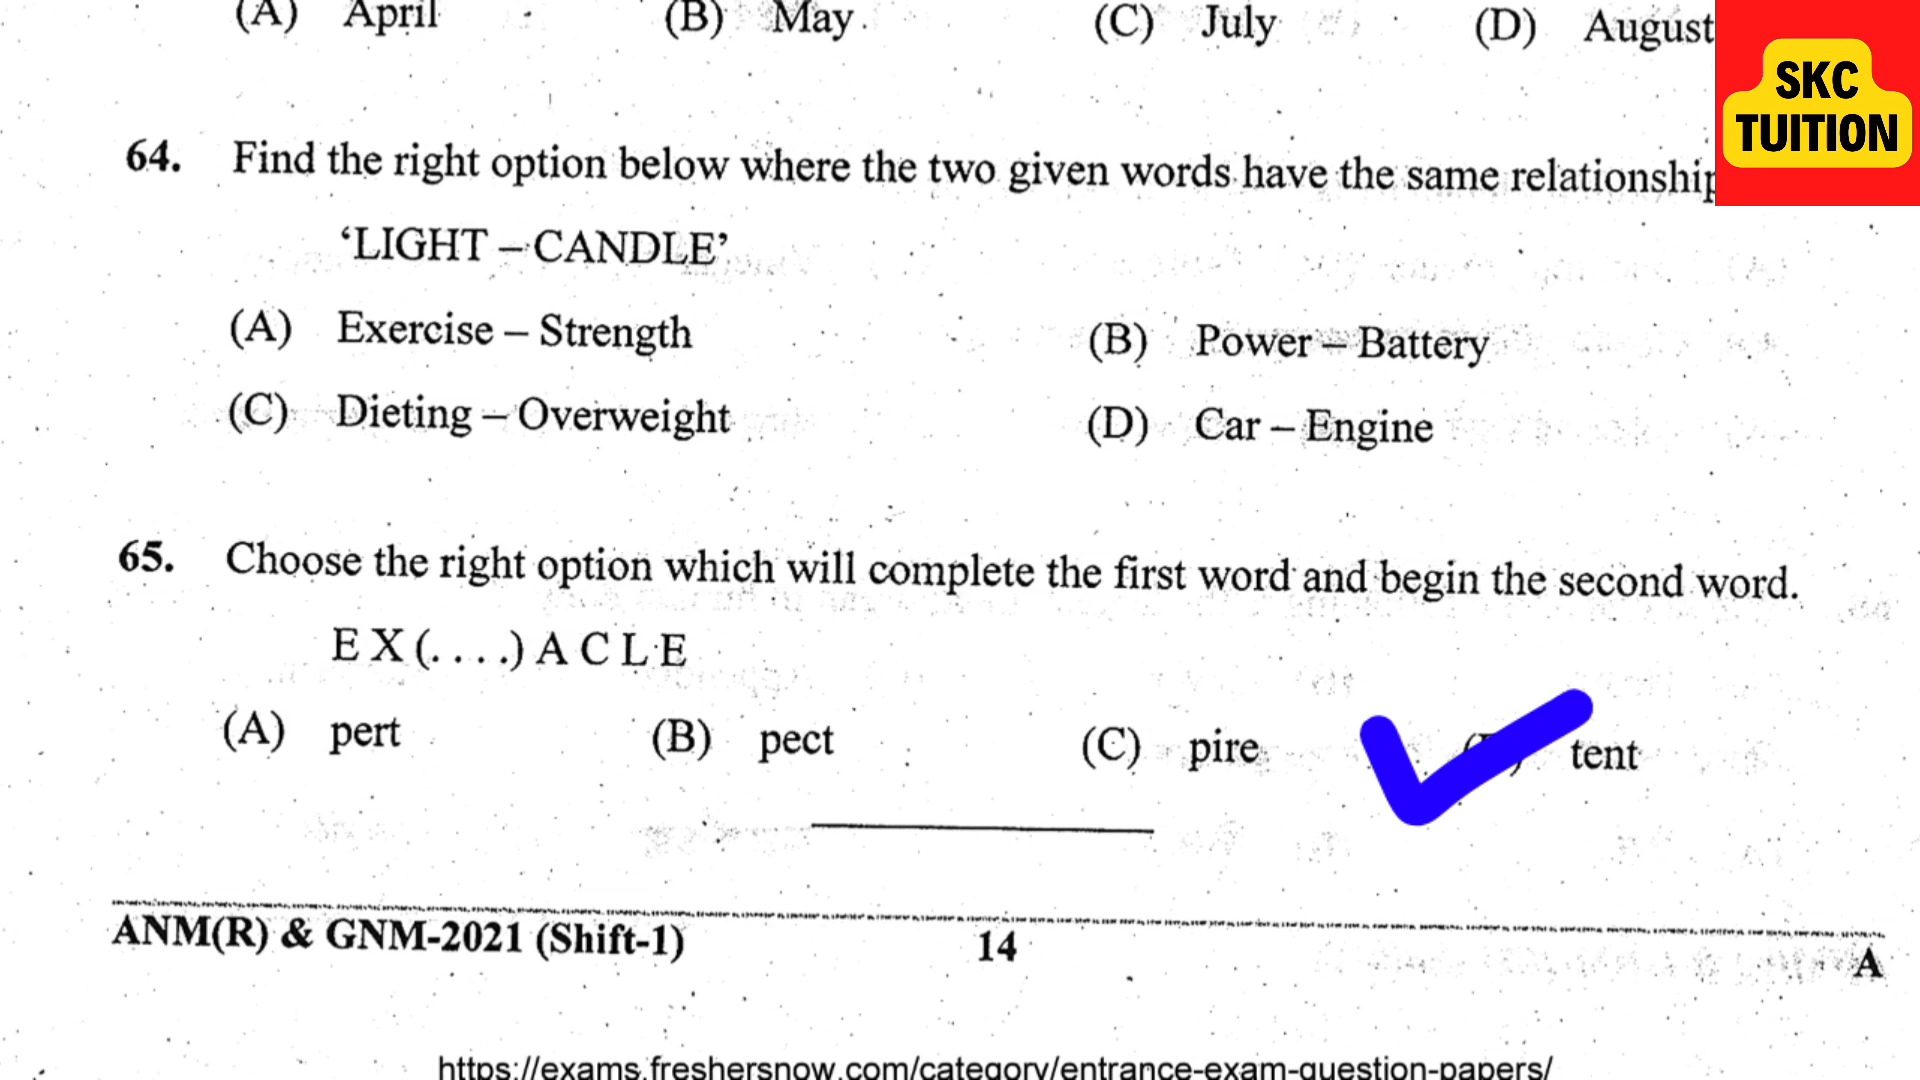 (A) April (B) May (C) July (D) August
SKC
TUITION
64. Find the right option below where the two given words have the same relationship
‘LIGHT – CANDLE’
(A) Exercise – Strength (B) Power – Battery
(C) Dieting – Overweight (D) Car – Engine
65. Choose the right option which will complete the first word and begin the second word.
E X (. . . .) A C L E
(A) pert (B) pect (C) pire tent
ANM(R) & GNM-2021 (Shift-1) 14 A
https://exams.freshersnow.com/category/entrance-exam-question-papers/